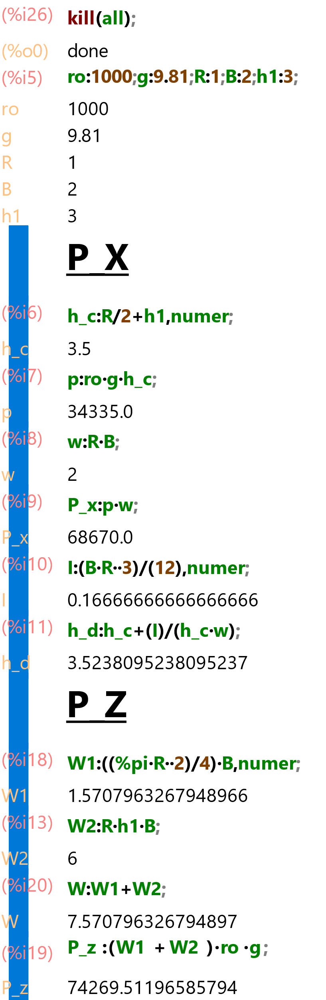 (%i26) kill(all);
(%o0) done
(%i5) ro:1000;g:9.81;R:1;B:2;h1:3;
ro 1000
g 9.81
R 1
B 2
h1 3
P_X
(%i6) h_c:R/2+h1,numer;
h_c 3.5
(%i7) p:ro·g·h_c;
p 34335.0
(%i8) w:R·B;
w 2
(%i9) P_x:p·w;
P_x 68670.0
(%i10) I:(B·R··3)/(12),numer;
I 0.16666666666666666
(%i11) h_d:h_c+(I)/(h_c·w);
h_d 3.5238095238095237
P_Z
(%i18) W1:((%pi·R··2)/4)·B,numer;
W1 1.5707963267948966
(%i13) W2:R·h1·B;
W2 6
(%i20) W:W1+W2;
W 7.570796326794897
(%i19) P_z :(W1 + W2 )·ro ·g ;
P_z 74269.51196585794